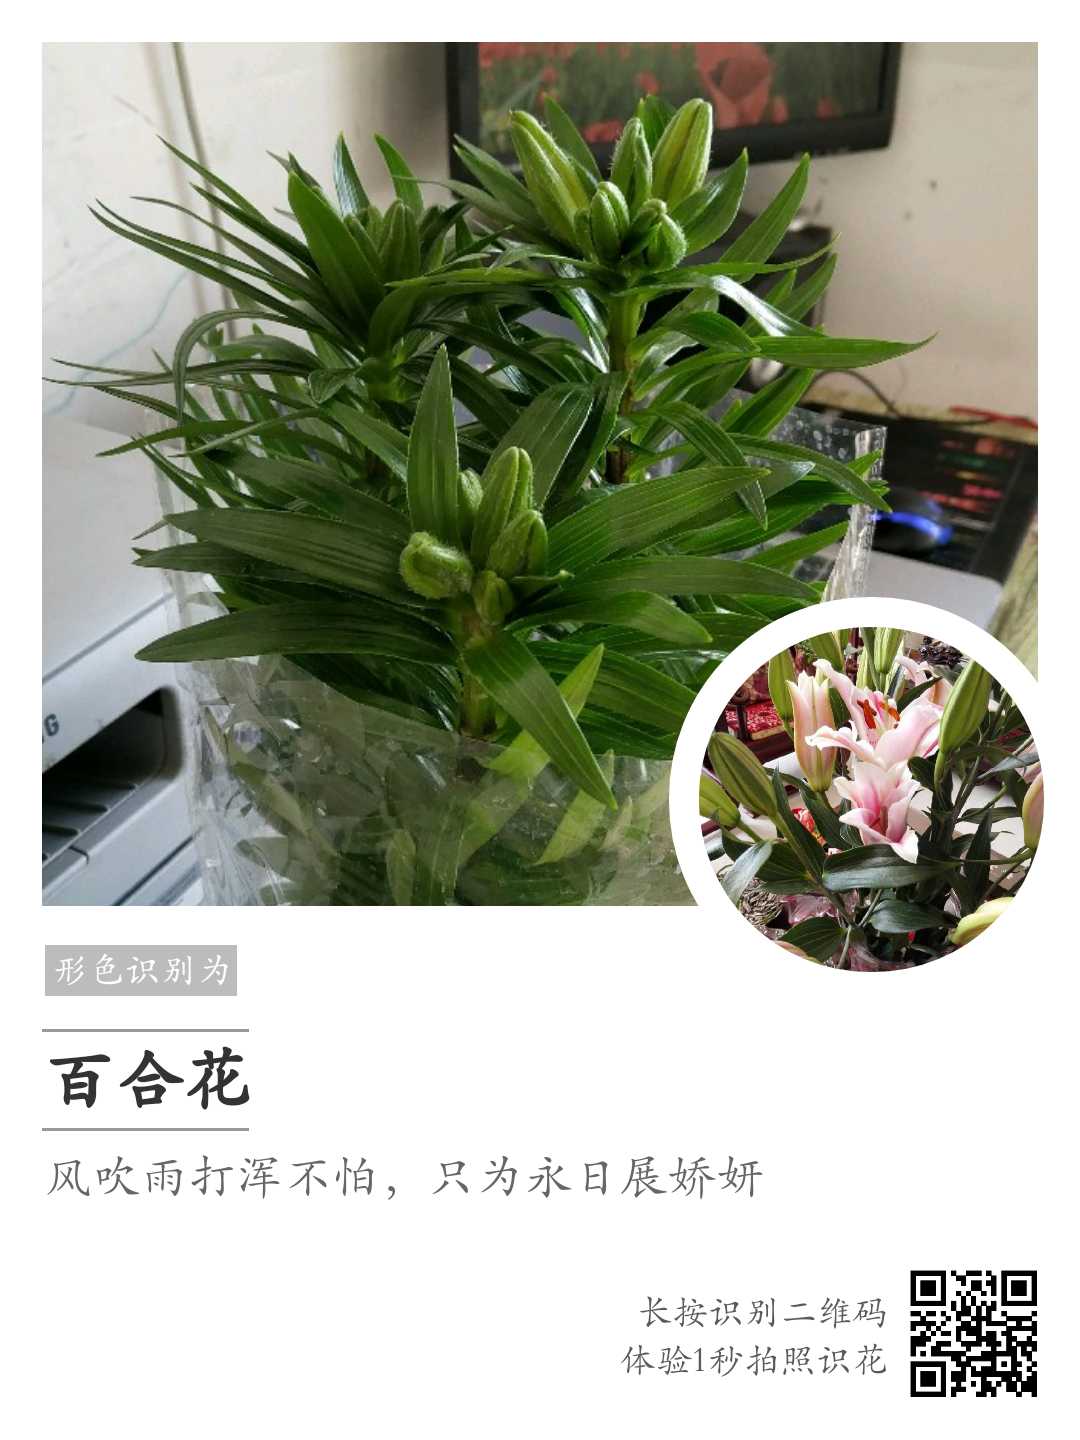 形色识别为
百合花
风吹雨打浑不怕，只为永日展娇妍
长按识别二维码
体验1秒拍照识花